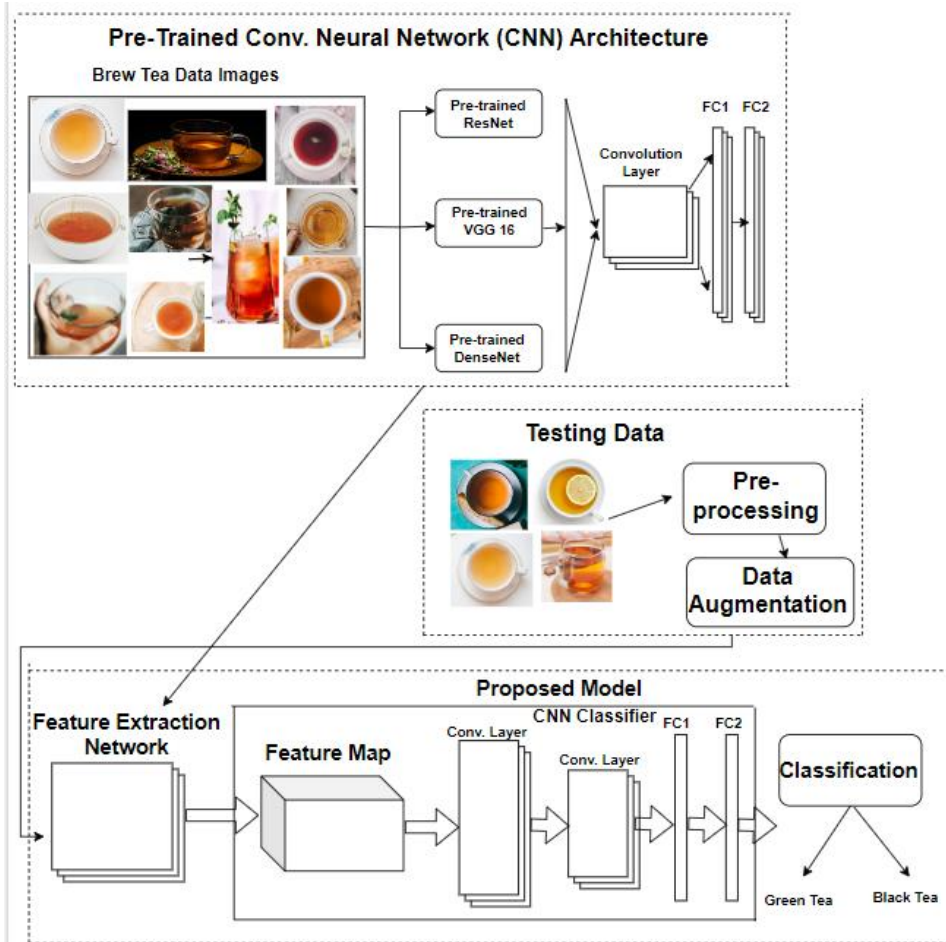 Pre-Trained Conv. Neural Network (CNN) Architecture
Brew Tea Data Images
Pre-trained
ResNet
Pre-trained
VGG 16
Pre-trained
DenseNet
Convolution
Layer
FC1
FC2
Testing Data
Pre-
processing
Data
Augmentation
Proposed Model
Feature Extraction
Network
CNN Classifier
Feature Map
Conv. Layer
Conv. Layer
FC1
FC2
Classification
Green Tea
Black Tea